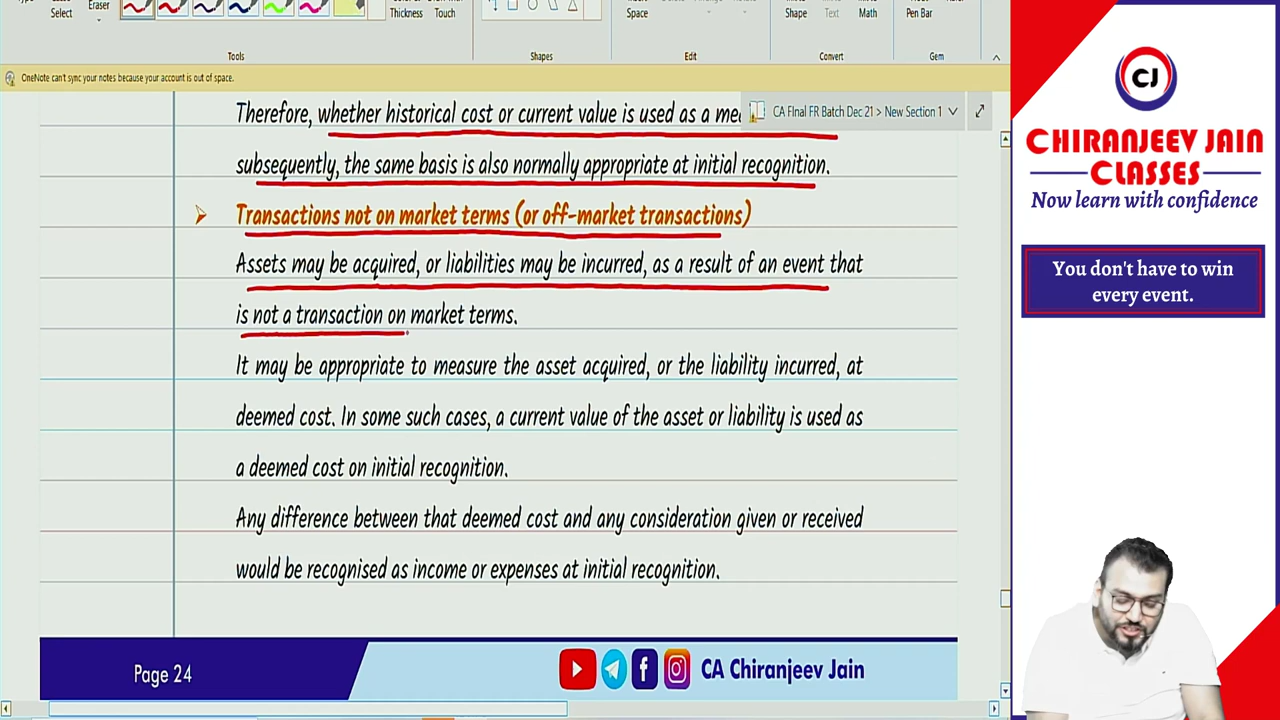 Eraser
Select
Thickness
Touch
Space
Shape
Text
Math
Pen Bar
Tools
Shapes
Edit
Convert
Gem
OneNote can't sync your notes because your account is out of space.
Therefore, whether historical cost or current value is used as a mea
CA FInal FR Batch Dec 21 > New Section 1
subsequently, the same basis is also normally appropriate at initial recognition.
Transactions not on market terms (or off-market transactions)
Assets may be acquired, or liabilities may be incurred, as a result of an event that
is not a transaction on market terms.
It may be appropriate to measure the asset acquired, or the liability incurred, at
deemed cost. In some such cases, a current value of the asset or liability is used as
a deemed cost on initial recognition.
Any difference between that deemed cost and any consideration given or received
would be recognised as income or expenses at initial recognition.
Page 24
CA Chiranjeev Jain
CJ
CHIRANJEEV JAIN
CLASSES
Now learn with confidence
You don't have to win
every event.